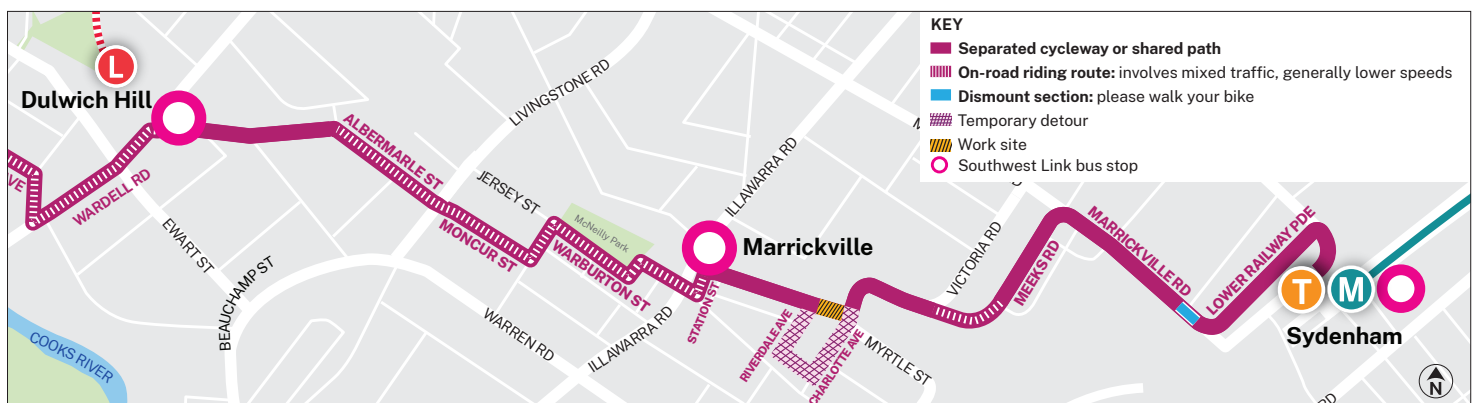 KEY
Separated cycleway or shared path
On-road riding route: involves mixed traffic, generally lower speeds
Dismount section: please walk your bike
Temporary detour
Work site
Southwest Link bus stop
L
Dulwich Hill
LIVINGSTONE RD
ALBERMARLE ST
ILLAWARRA RD
WARDELL RD
JERSEY ST
EWART ST
MONCUR ST
McNeilly Park
WARBURTON ST
Marrickville
VICTORIA RD
MEEKS RD
MARRICKVILLE RD
LOWER RAILWAY PDE
T
M
Sydenham
BEAUCHAMP ST
WARREN RD
ILLAWARRA RD
STATION ST
RIVERDALE AVE
CHARLOTTE AVE
MYRTLE ST
COOKS RIVER
N